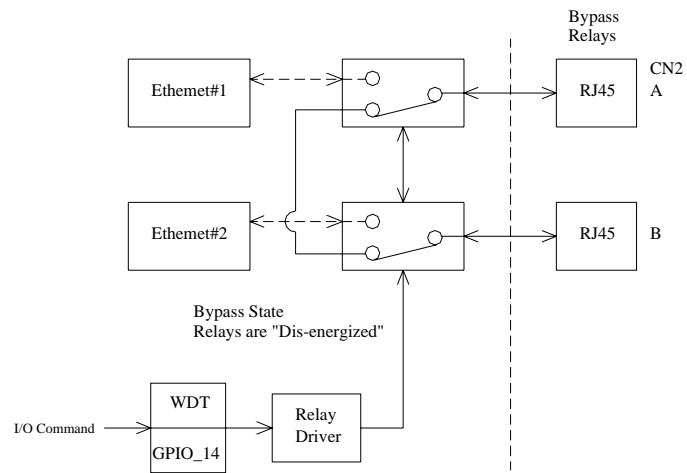 Bypass
Relays
CN2
Ethemet#1
RJ45
A
Ethemet#2
RJ45
B
Bypass State
Relays are "Dis-energized"
WDT
Relay
Driver
I/O Command
GPIO_14